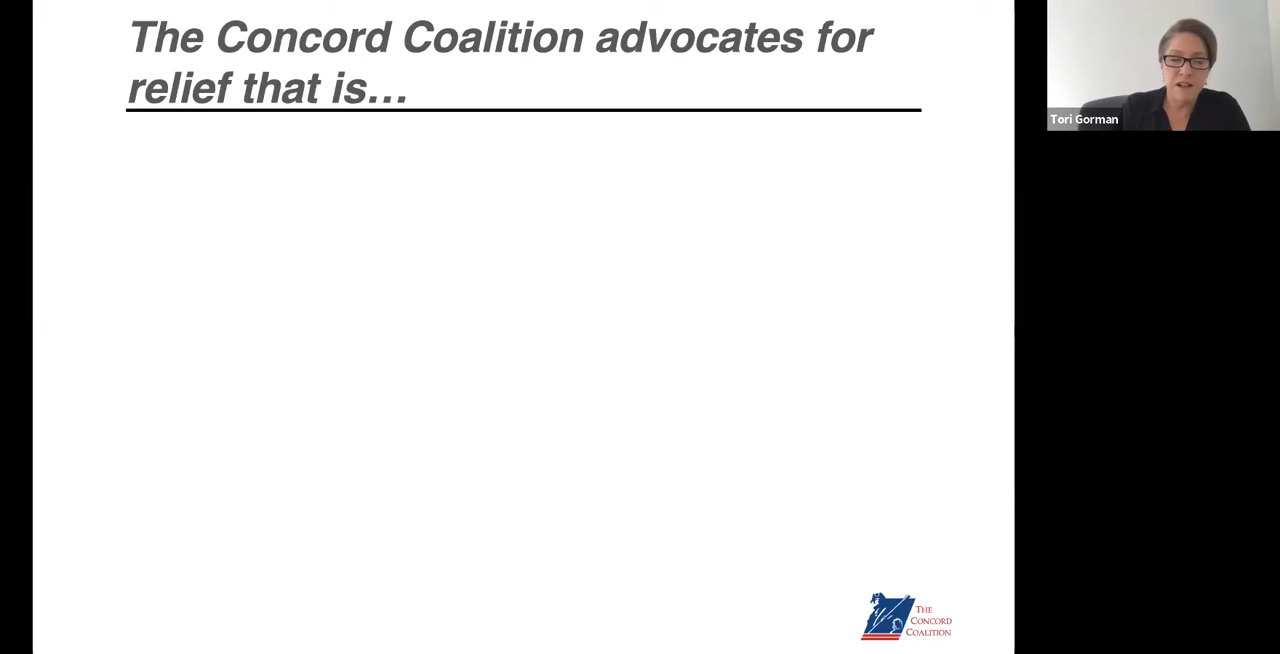 The Concord Coalition advocates for
relief that is…
Tori Gorman
THE
CONCORD
COALITION